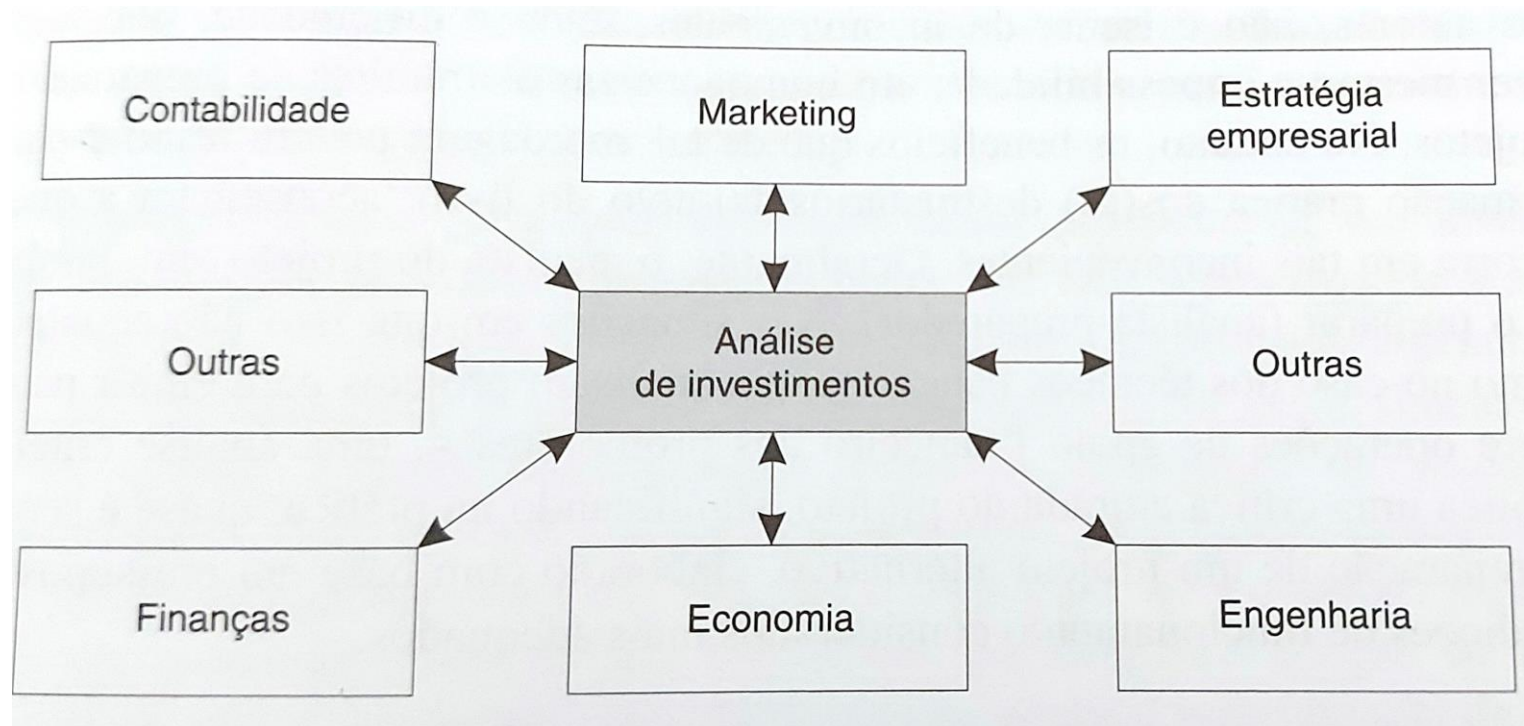 Contabilidade
Marketing
Estratégia
empresarial
Outras
Análise
de investimentos
Outras
Finanças
Economia
Engenharia